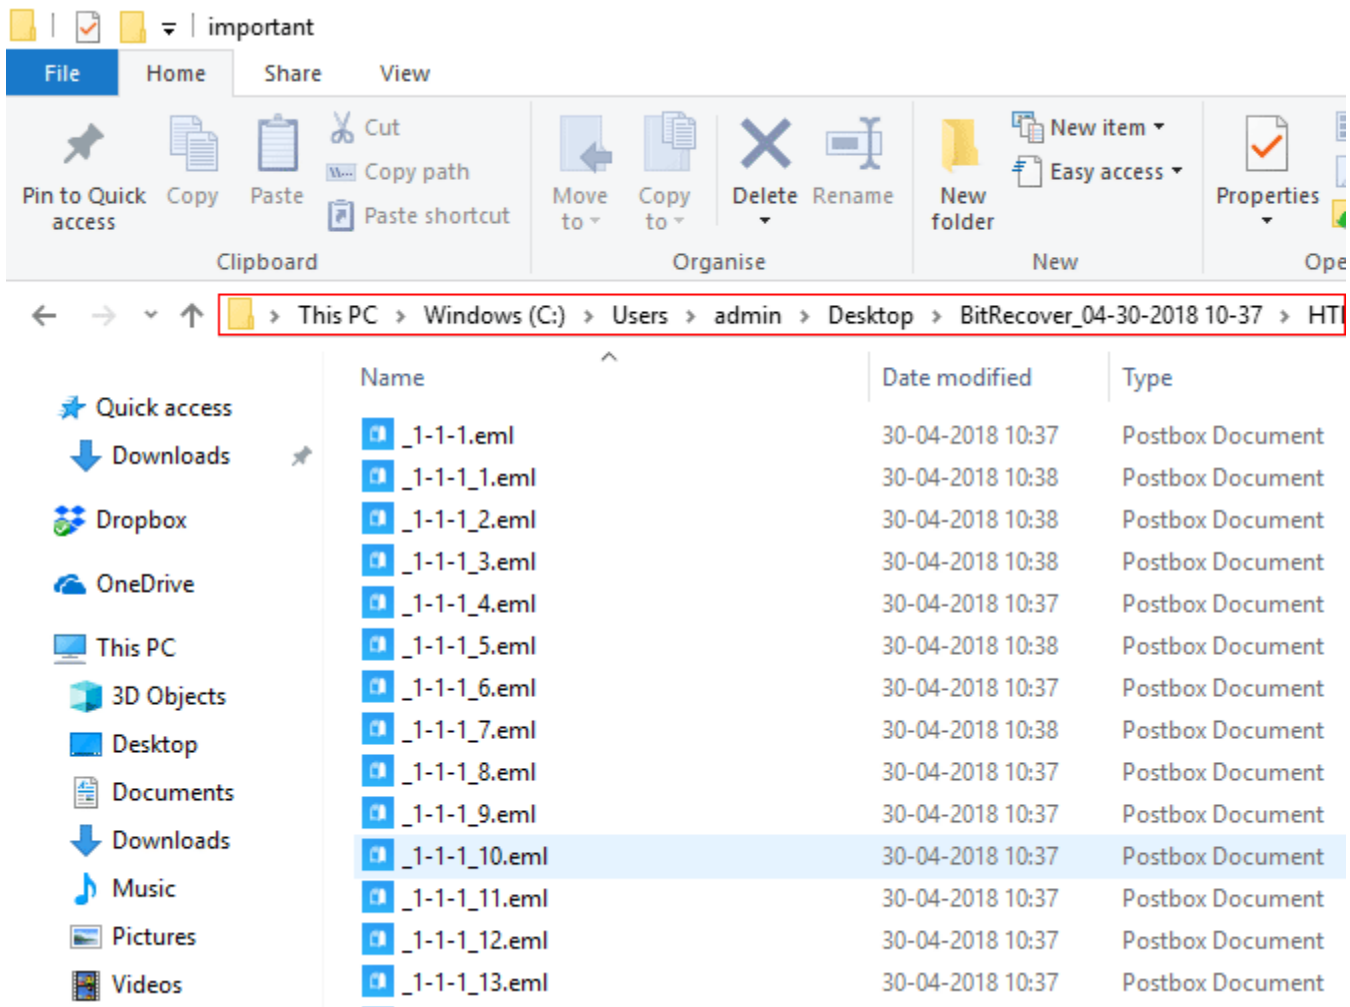 important
File Home Share View
Pin to Quick access
Copy
Paste
Cut
Copy path
Paste shortcut
Clipboard
Move to
Copy to
Delete
Rename
Organise
New folder
New item
Easy access
New
Properties
Ope
This PC > Windows (C:) > Users > admin > Desktop > BitRecover_04-30-2018 10-37 >
Quick access
Downloads
Dropbox
OneDrive
This PC
3D Objects
Desktop
Documents
Downloads
Music
Pictures
Videos
Name Date modified Type
_1-1-1.eml 30-04-2018 10:37 Postbox Document
_1-1-1_1.eml 30-04-2018 10:38 Postbox Document
_1-1-1_2.eml 30-04-2018 10:38 Postbox Document
_1-1-1_3.eml 30-04-2018 10:38 Postbox Document
_1-1-1_4.eml 30-04-2018 10:37 Postbox Document
_1-1-1_5.eml 30-04-2018 10:38 Postbox Document
_1-1-1_6.eml 30-04-2018 10:37 Postbox Document
_1-1-1_7.eml 30-04-2018 10:38 Postbox Document
_1-1-1_8.eml 30-04-2018 10:37 Postbox Document
_1-1-1_9.eml 30-04-2018 10:37 Postbox Document
_1-1-1_10.eml 30-04-2018 10:37 Postbox Document
_1-1-1_11.eml 30-04-2018 10:37 Postbox Document
_1-1-1_12.eml 30-04-2018 10:37 Postbox Document
_1-1-1_13.eml 30-04-2018 10:37 Postbox Document